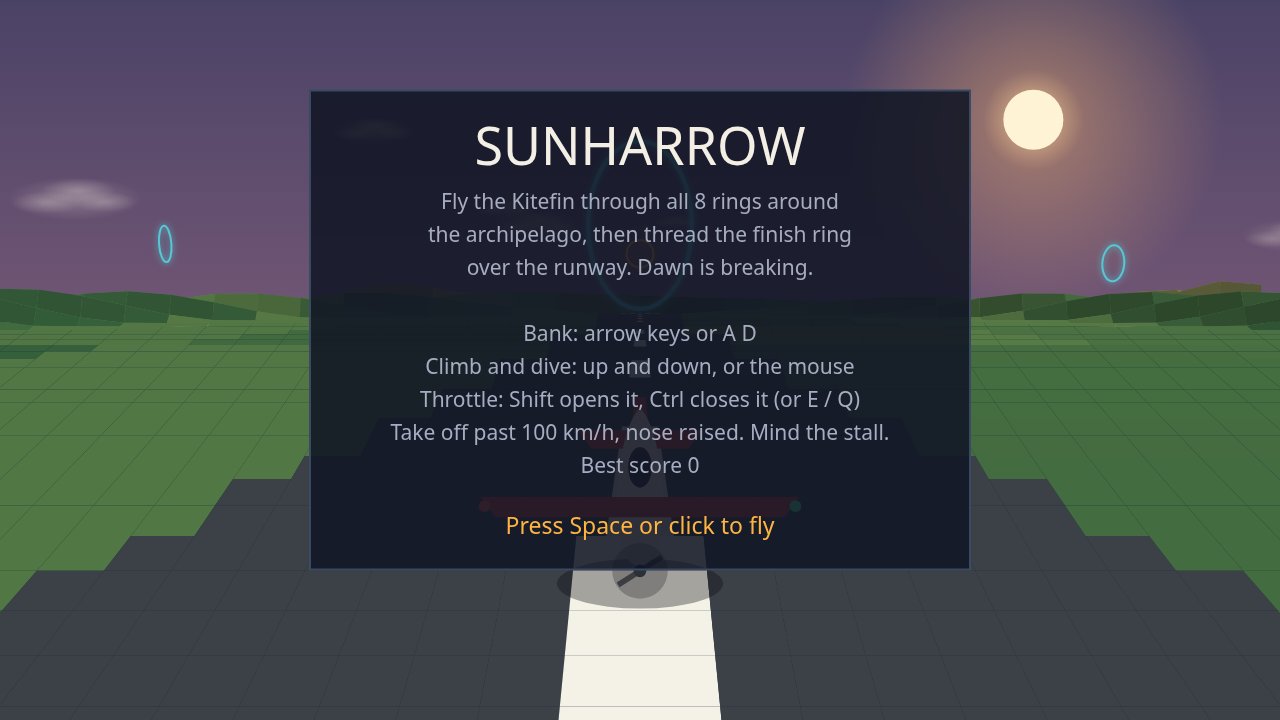 SUNHARROW
Fly the Kitefin through all 8 rings around
the archipelago, then thread the finish ring
over the runway. Dawn is breaking.
Bank: arrow keys or A D
Climb and dive: up and down, or the mouse
Throttle: Shift opens it, Ctrl closes it (or E / Q)
Take off past 100 km/h, nose raised. Mind the stall.
Best score 0
Press Space or click to fly